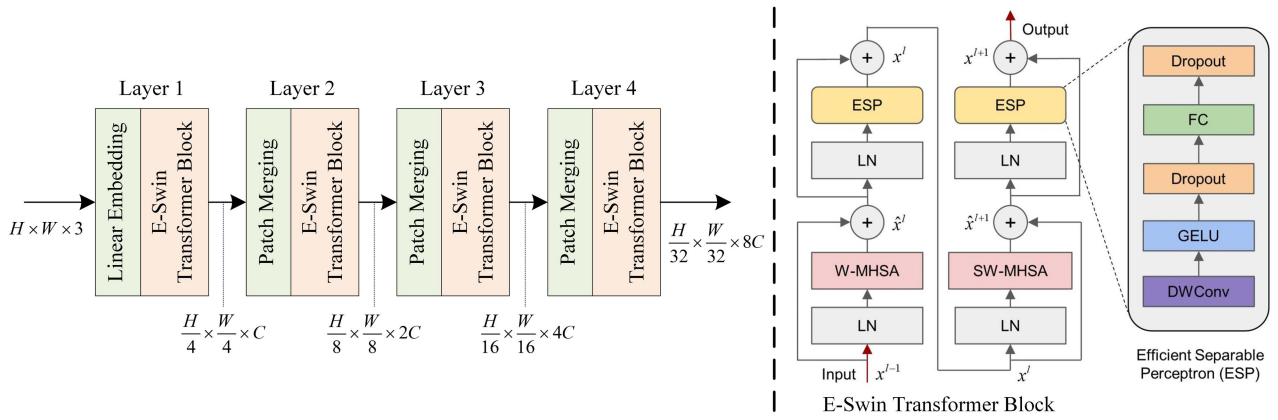 Layer 1
Layer 2
Layer 3
Layer 4
H × W × 3
Linear Embedding
E-Swin
Transformer Block
Patch Merging
E-Swin
Transformer Block
Patch Merging
E-Swin
Transformer Block
Patch Merging
E-Swin
Transformer Block
H/4 × W/4 × C
H/8 × W/8 × 2C
H/16 × W/16 × 4C
H/32 × W/32 × 8C
+
x^l
ESP
LN
+
x̂^l
W-MHSA
LN
Input
x^{l-1}
Output
x^{l+1}
+
ESP
LN
x̂^{l+1}
+
SW-MHSA
LN
x^l
E-Swin Transformer Block
Dropout
FC
Dropout
GELU
DWConv
Efficient Separable
Perceptron (ESP)